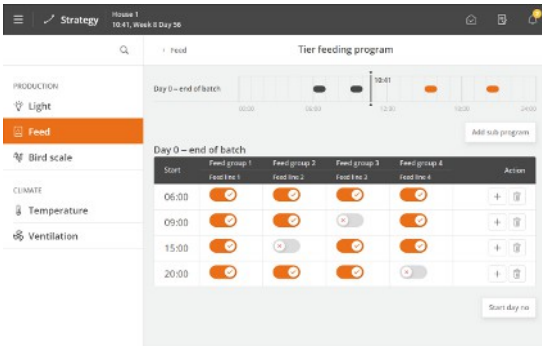 Strategy
House 1
10:41, Week 8 Day 56
< Feed
Tier feeding program
PRODUCTION
Light
Feed
Bird scale
CLIMATE
Temperature
Ventilation
Day 0 – end of batch
10:41
00:00 06:00 12:00 18:00 24:00
Add sub program
Day 0 – end of batch
Start Feed group 1 Feed group 2 Feed group 3 Feed group 4 Action
Feed line 1 Feed line 2 Feed line 3 Feed line 4
06:00
09:00
15:00
20:00
Start day no